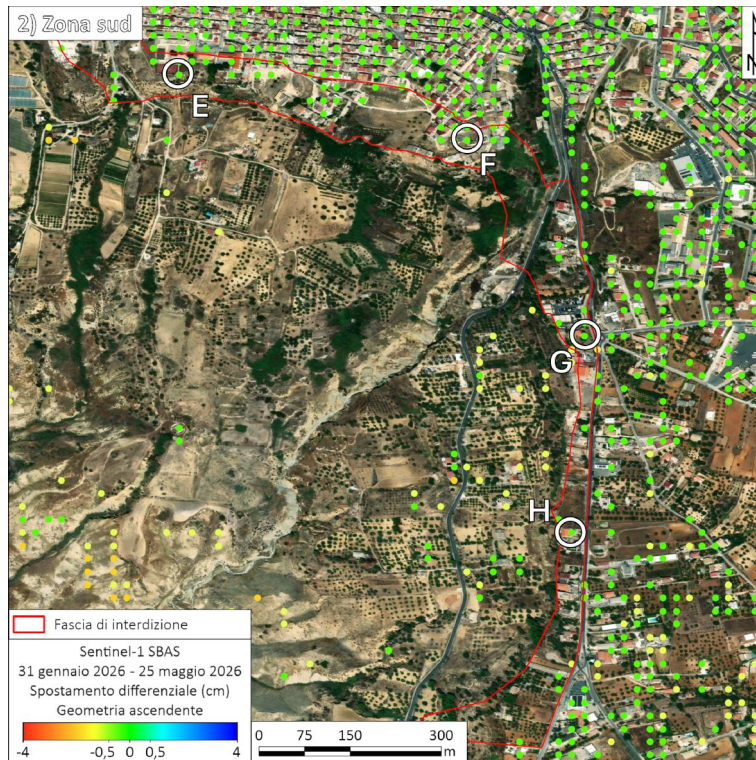 2) Zona sud
N
E
F
G
H
Fascia di interdizione
Sentinel-1 SBAS
31 gennaio 2026 - 25 maggio 2026
Spostamento differenziale (cm)
Geometria ascendente
-4 -0,5 0 0,5 4
0 75 150 300
m